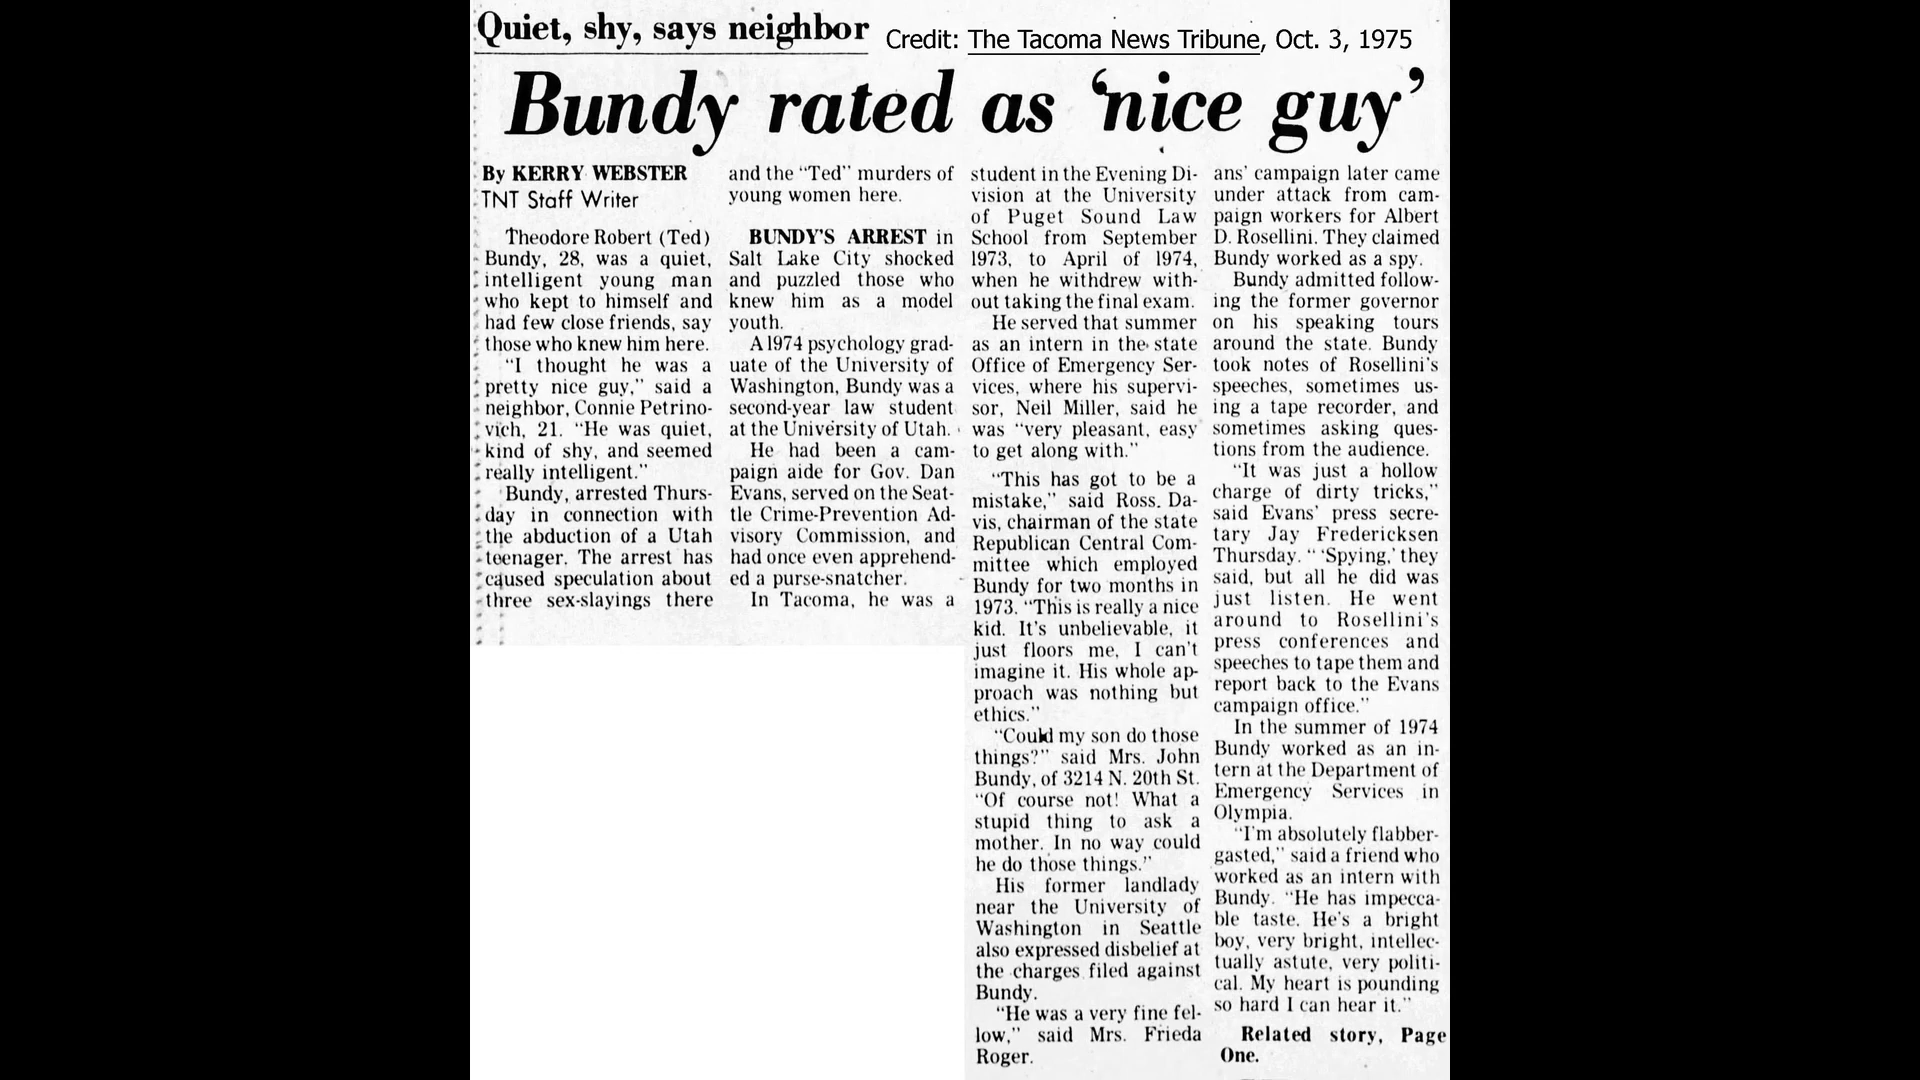 Quiet, shy, says neighbor
Credit: The Tacoma News Tribune, Oct. 3, 1975
Bundy rated as ‘nice guy’
By KERRY WEBSTER
TNT Staff Writer
Theodore Robert (Ted)
Bundy, 28, was a quiet,
intelligent young man
who kept to himself and
had few close friends, say
those who knew him here.
“I thought he was a
pretty nice guy,” said a
neighbor, Connie Petrino-
vich, 21. “He was quiet,
kind of shy, and seemed
really intelligent.”
Bundy, arrested Thurs-
day in connection with
the abduction of a Utah
teenager. The arrest has
caused speculation about
three sex-slayings there
and the “Ted” murders of
young women here.
BUNDY’S ARREST in
Salt Lake City shocked
and puzzled those who
knew him as a model
youth.
A 1974 psychology grad-
uate of the University of
Washington, Bundy was a
second-year law student
at the University of Utah.
He had been a cam-
paign aide for Gov. Dan
Evans, served on the Seat-
tle Crime-Prevention Ad-
visory Commission, and
had once even apprehend-
ed a purse-snatcher.
In Tacoma, he was a
student in the Evening Di-
vision at the University
of Puget Sound Law
School from September
1973, to April of 1974,
when he withdrew with-
out taking the final exam.
He served that summer
as an intern in the state
Office of Emergency Ser-
vices, where his supervi-
sor, Neil Miller, said he
was “very pleasant, easy
to get along with.”
“This has got to be a
mistake,” said Ross. Da-
vis, chairman of the state
Republican Central Com-
mittee which employed
Bundy for two months in
1973. “This is really a nice
kid. It’s unbelievable, it
just floors me, I can’t
imagine it. His whole ap-
proach was nothing but
ethics.”
“Could my son do those
things?” said Mrs. John
Bundy, of 3214 N. 20th St.
“Of course not! What a
stupid thing to ask a
mother. In no way could
he do those things.”
His former landlady
near the University of
Washington in Seattle
also expressed disbelief at
the charges filed against
Bundy.
“He was a very fine fel-
low,” said Mrs. Frieda
Roger.
ans’ campaign later came
under attack from cam-
paign workers for Albert
D. Rosellini. They claimed
Bundy worked as a spy.
Bundy admitted follow-
ing the former governor
on his speaking tours
around the state. Bundy
took notes of Rosellini’s
speeches, sometimes us-
ing a tape recorder, and
sometimes asking ques-
tions from the audience.
“It was just a hollow
charge of dirty tricks,”
said Evans’ press secre-
tary Jay Fredericksen
Thursday. “ ‘Spying,’ they
said, but all he did was
just listen. He went
around to Rosellini’s
press conferences and
speeches to tape them and
report back to the Evans
campaign office.”
In the summer of 1974
Bundy worked as an in-
tern at the Department of
Emergency Services in
Olympia.
“I’m absolutely flabber-
gasted,” said a friend who
worked as an intern with
Bundy. “He has impecca-
ble taste. He’s a bright
boy, very bright, intellec-
tually astute, very politi-
cal. My heart is pounding
so hard I can hear it.”
Related story, Page
One.